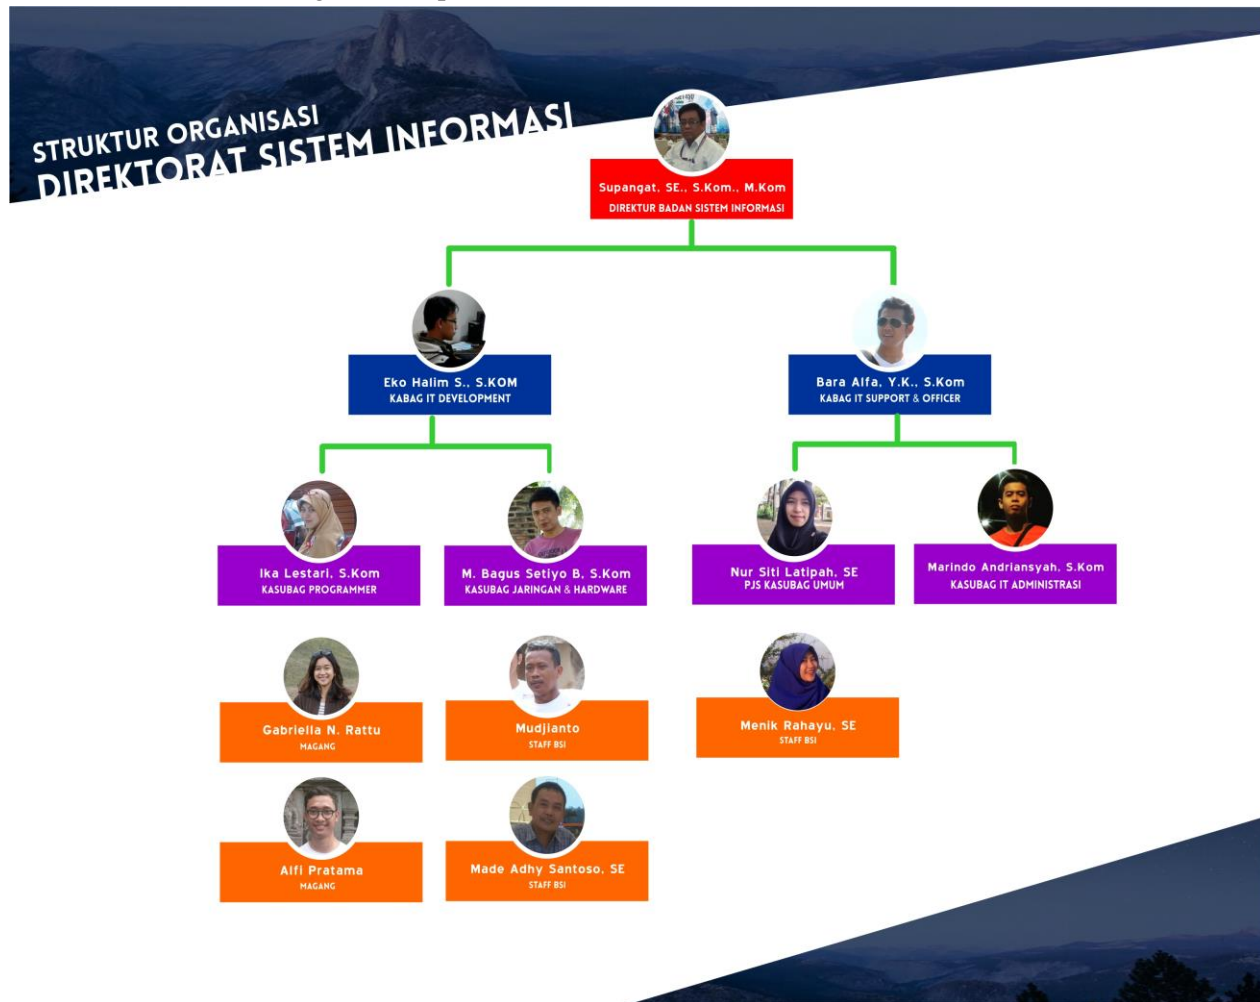 STRUKTUR ORGANISASI
DIREKTORAT SISTEM INFORMASI
Supangat, SE., S.Kom., M.Kom
DIREKTUR BADAN SISTEM INFORMASI
Eko Halim S., S.KOM
KABAG IT DEVELOPMENT
Bara Alfa, Y.K., S.Kom
KABAG IT SUPPORT & OFFICER
Ika Lestari, S.Kom
KASUBAG PROGRAMMER
M. Bagus Setiyo B, S.Kom
KASUBAG JARINGAN & HARDWARE
Nur Siti Latipah, SE
PJS KASUBAG UMUM
Marindo Andriansyah, S.Kom
KASUBAG IT ADMINISTRASI
Gabriella N. Rattu
MAGANG
Mudjianto
STAFF BSI
Menik Rahayu, SE
STAFF BSI
Alfi Pratama
MAGANG
Made Adhy Santoso, SE
STAFF BSI